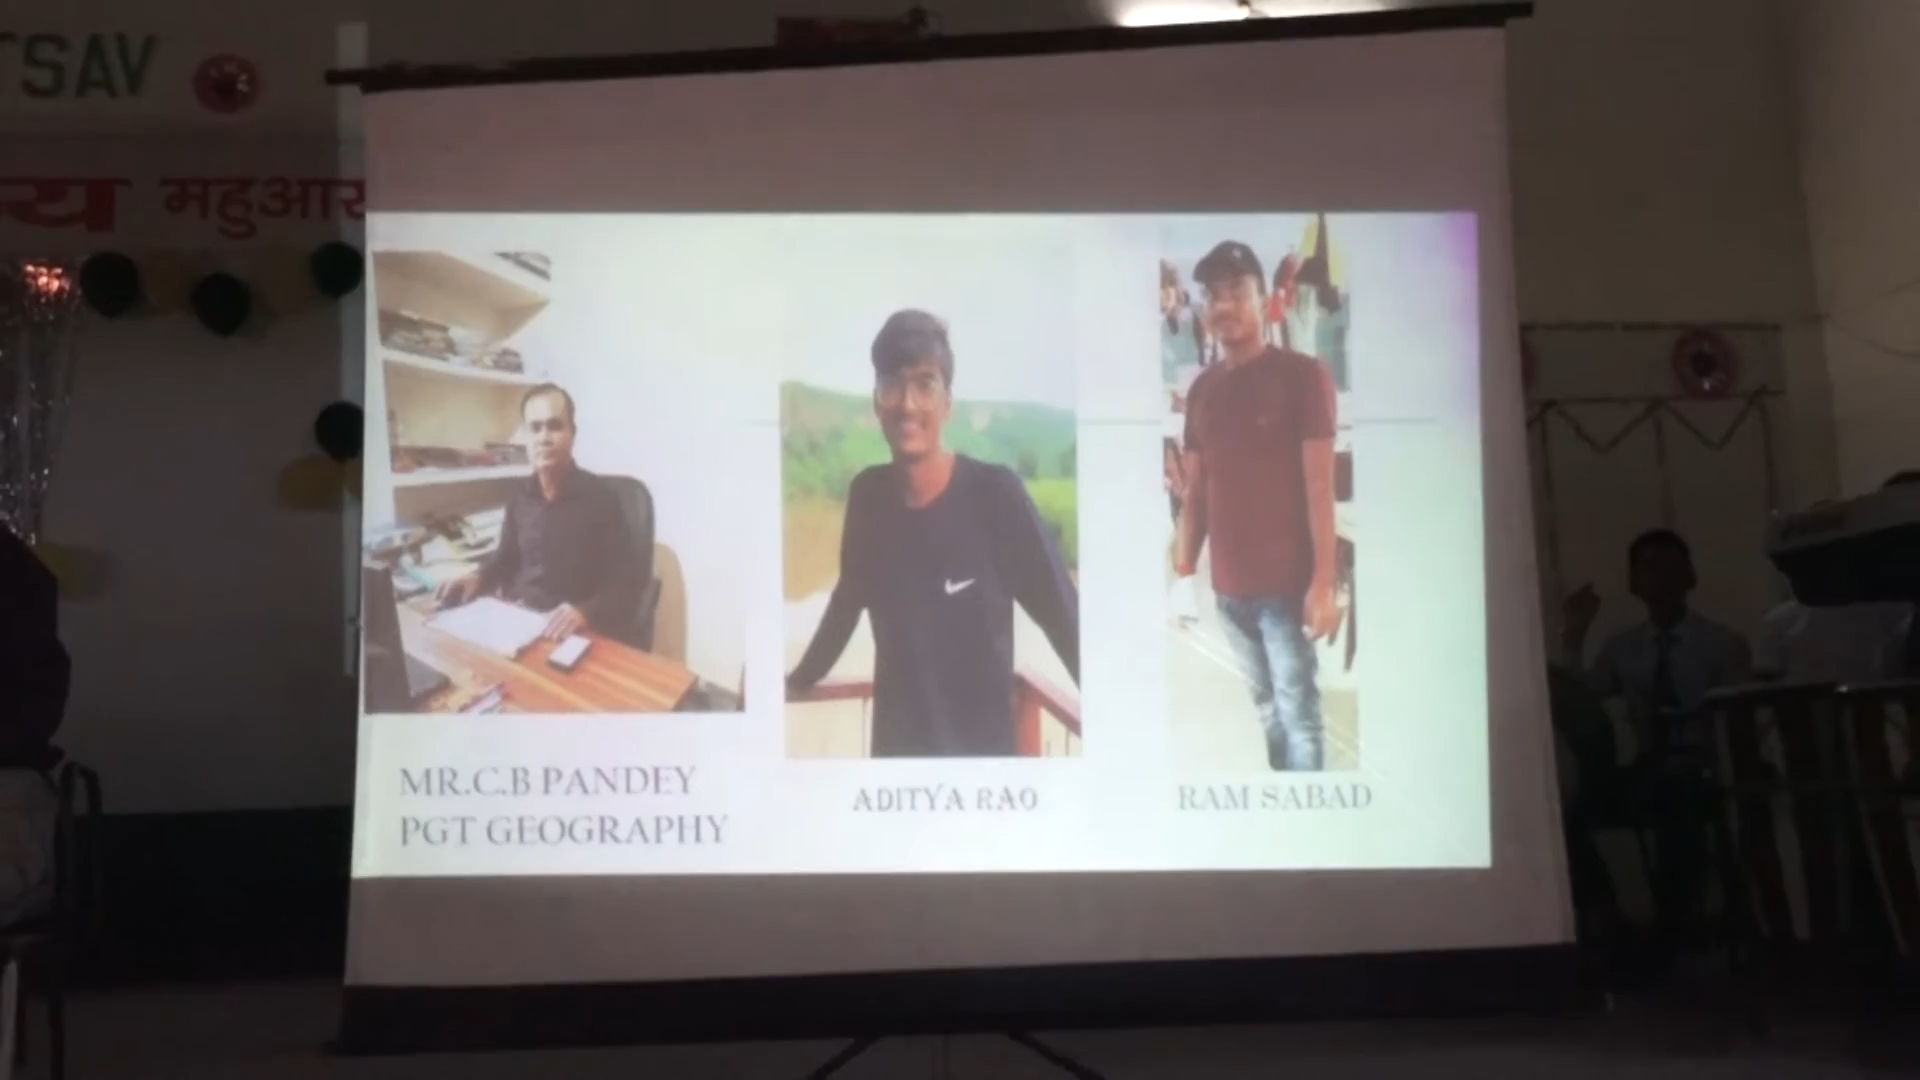 TSAV
महुआर
MR.C.B PANDEY
PGT GEOGRAPHY
ADITYA RAO
RAM SABAD